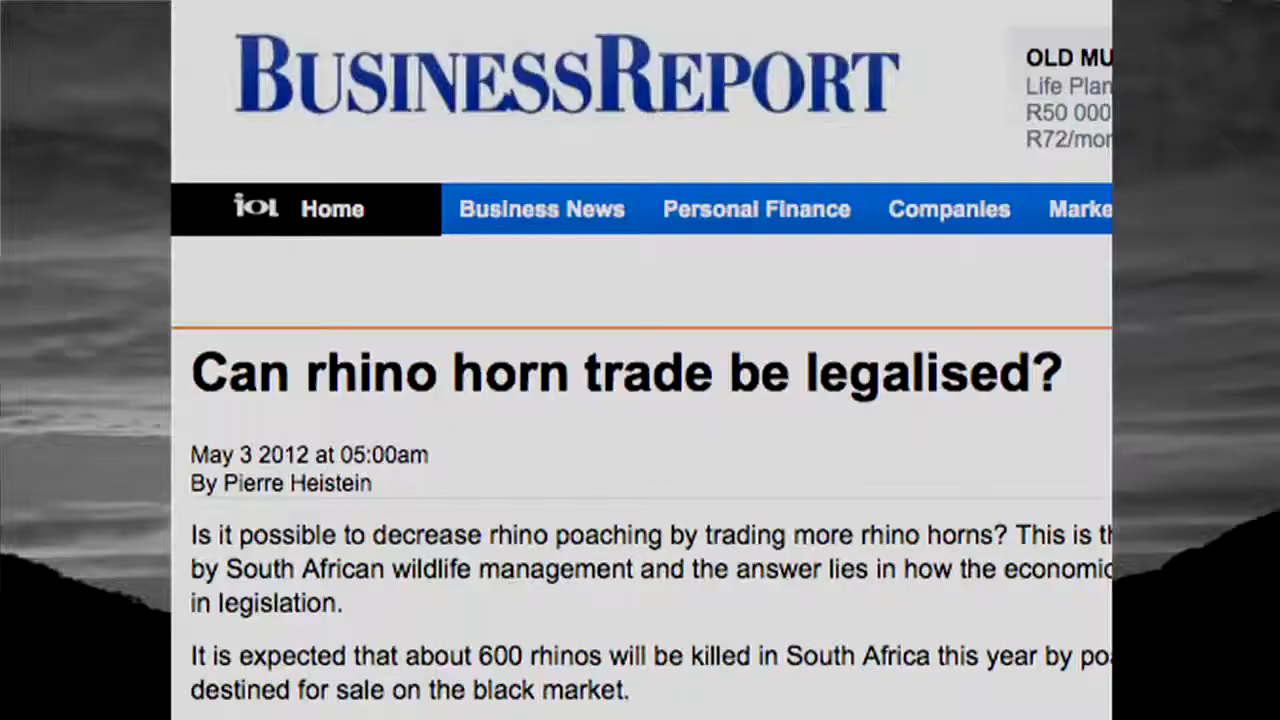 BUSINESSREPORT
OLD MU
Life Plan
R50 000
R72/mor
iol Home Business News Personal Finance Companies Marke
Can rhino horn trade be legalised?
May 3 2012 at 05:00am
By Pierre Heistein
Is it possible to decrease rhino poaching by trading more rhino horns? This is th
by South African wildlife management and the answer lies in how the economic
in legislation.
It is expected that about 600 rhinos will be killed in South Africa this year by poa
destined for sale on the black market.